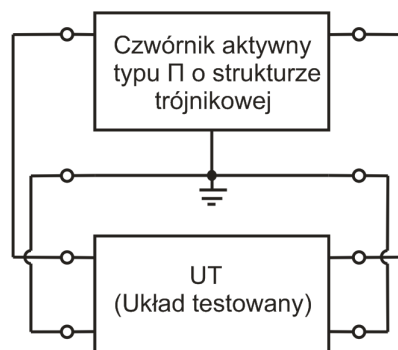 Czwórnik aktywny
typu Π o strukturze
trójnikowej
UT
(Układ testowany)